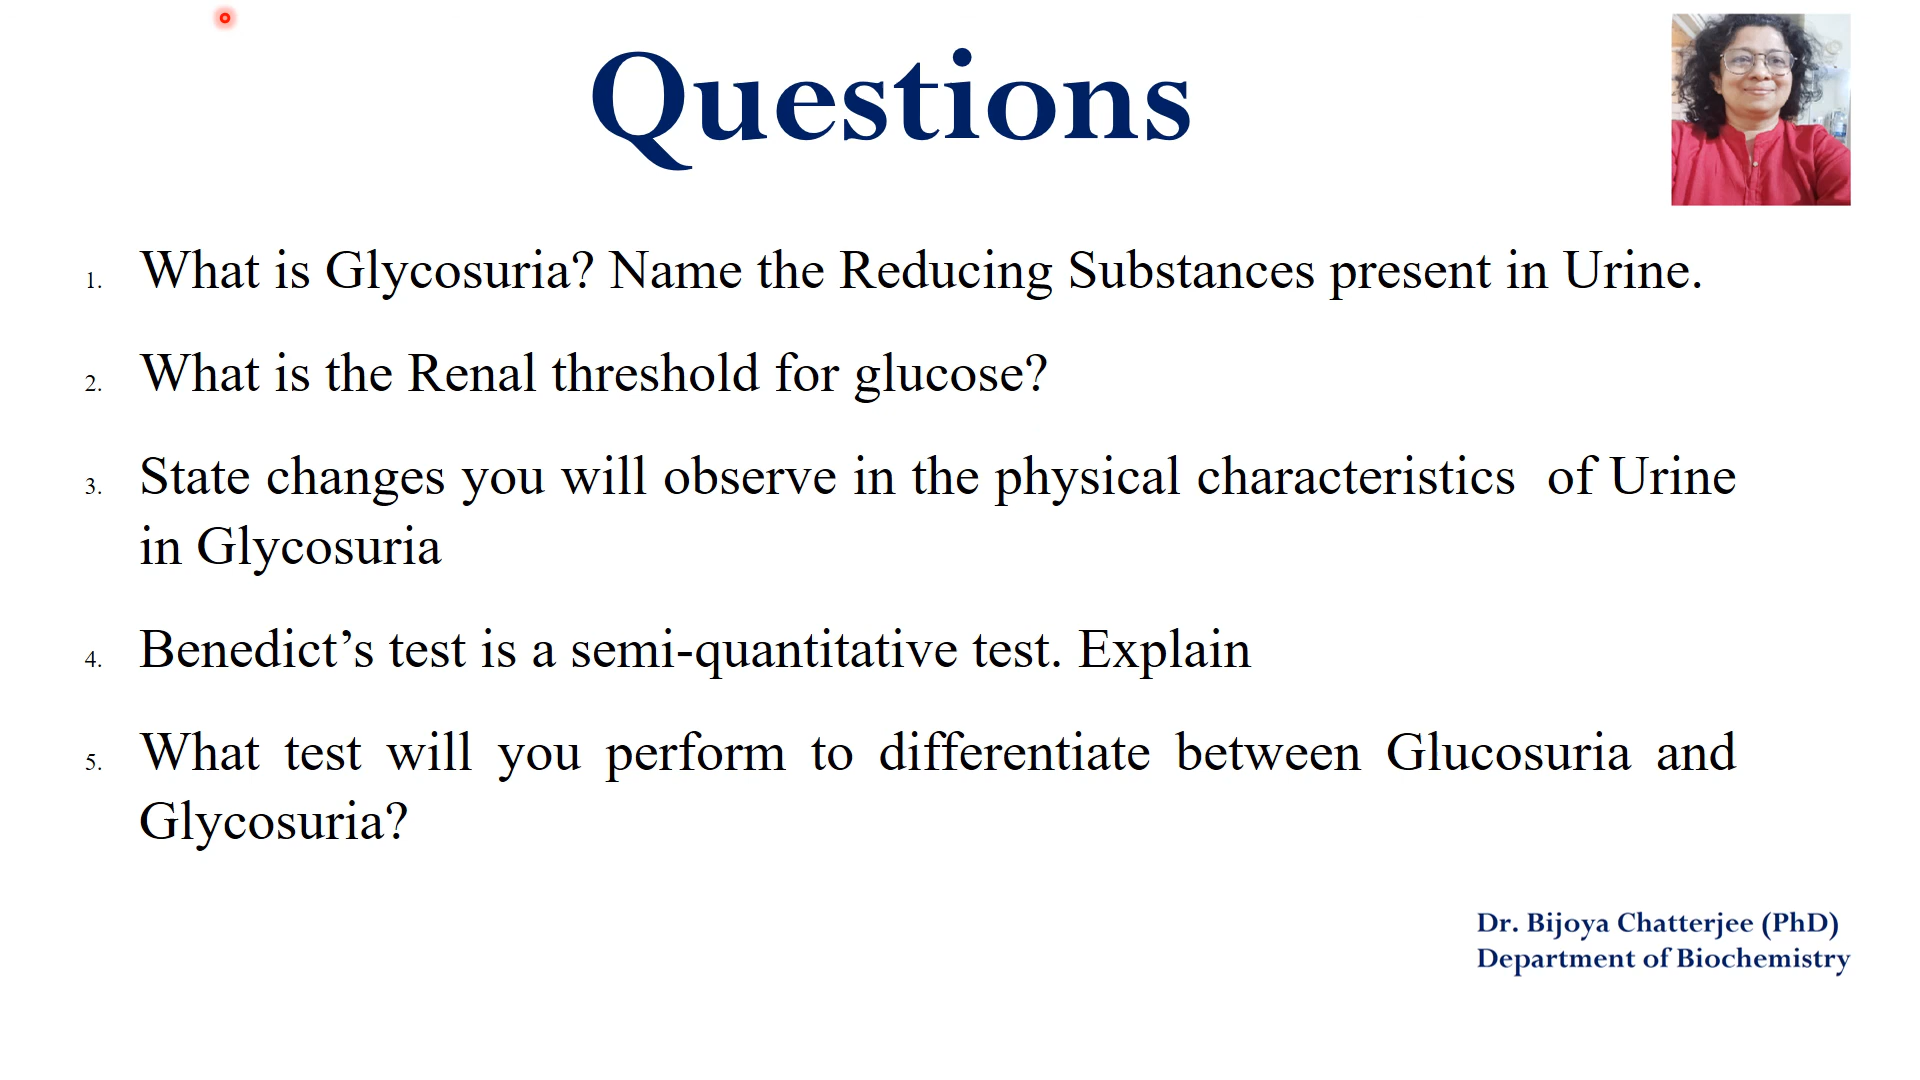 Questions
1. What is Glycosuria? Name the Reducing Substances present in Urine.
2. What is the Renal threshold for glucose?
3. State changes you will observe in the physical characteristics of Urine
in Glycosuria
4. Benedict’s test is a semi-quantitative test. Explain
5. What test will you perform to differentiate between Glucosuria and
Glycosuria?
Dr. Bijoya Chatterjee (PhD)
Department of Biochemistry